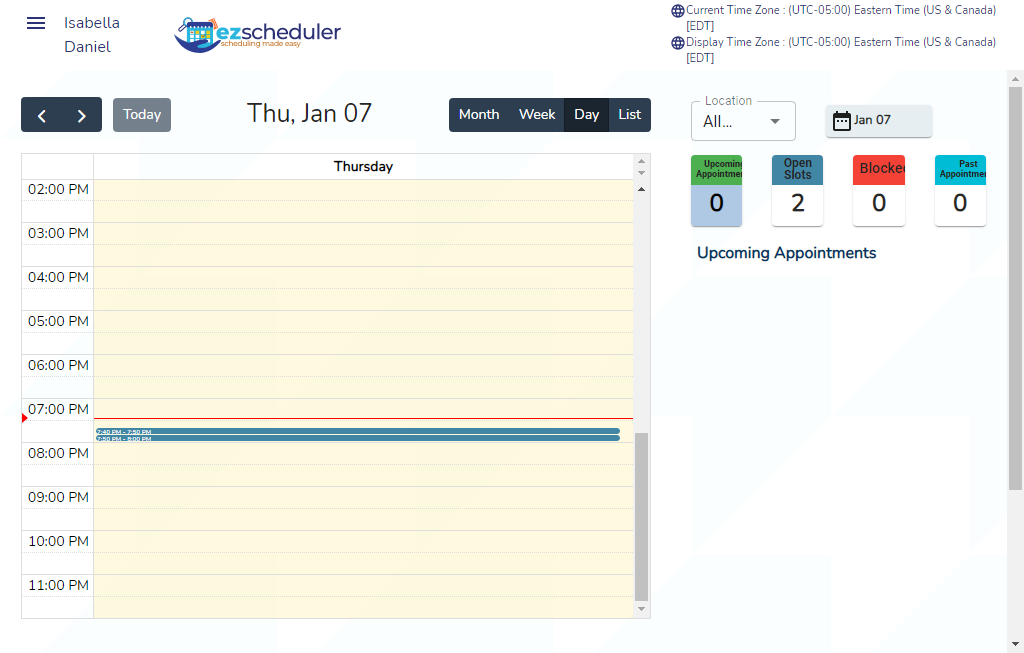 Isabella
Daniel
ezscheduler
scheduling made easy
Current Time Zone : (UTC-05:00) Eastern Time (US & Canada)
[EDT]
Display Time Zone : (UTC-05:00) Eastern Time (US & Canada)
[EDT]
Today
Thu, Jan 07
Month
Week
Day
List
Location
All...
Jan 07
Thursday
02:00 PM
03:00 PM
04:00 PM
05:00 PM
06:00 PM
07:00 PM
7:40 PM - 7:50 PM
7:50 PM - 8:00 PM
08:00 PM
09:00 PM
10:00 PM
11:00 PM
Upcoming
Appointmen
0
Open
Slots
2
Blocke
0
Past
Appointmen
0
Upcoming Appointments